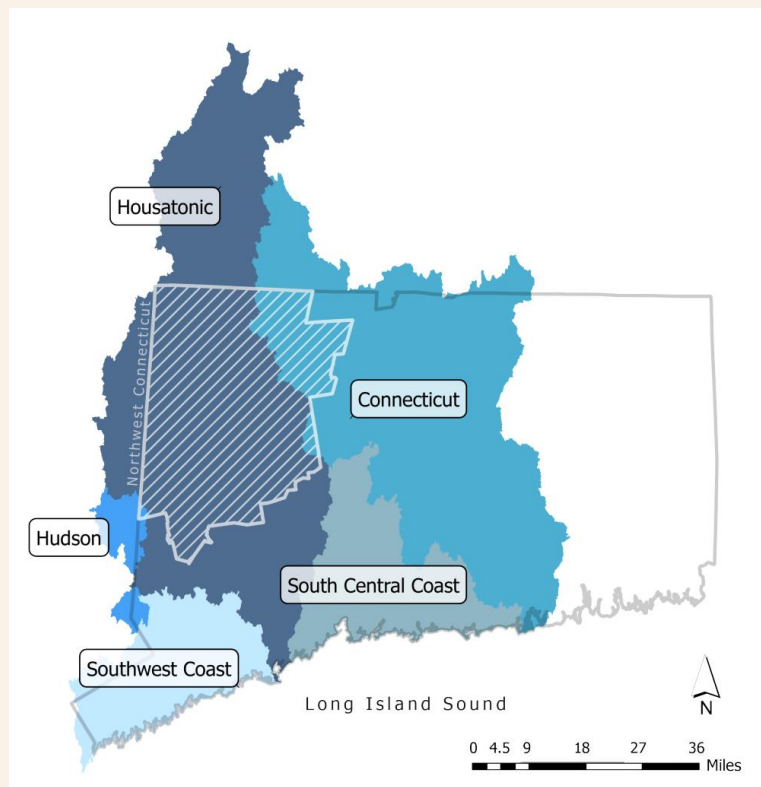 Housatonic
Northwest Connecticut
Connecticut
Hudson
South Central Coast
Southwest Coast
Long Island Sound
N
0 4.5 9 18 27 36
Miles